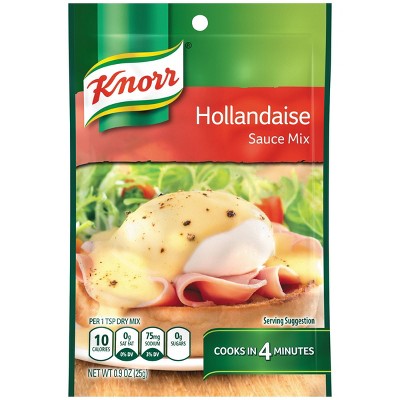 Knorr
Hollandaise
Sauce Mix
Serving Suggestion
PER 1 TSP DRY MIX
10
CALORIES
0g
SAT FAT
0% DV
75mg
SODIUM
3% DV
0g
SUGARS
COOKS IN 4 MINUTES
NET WT 0.9 OZ (25g)